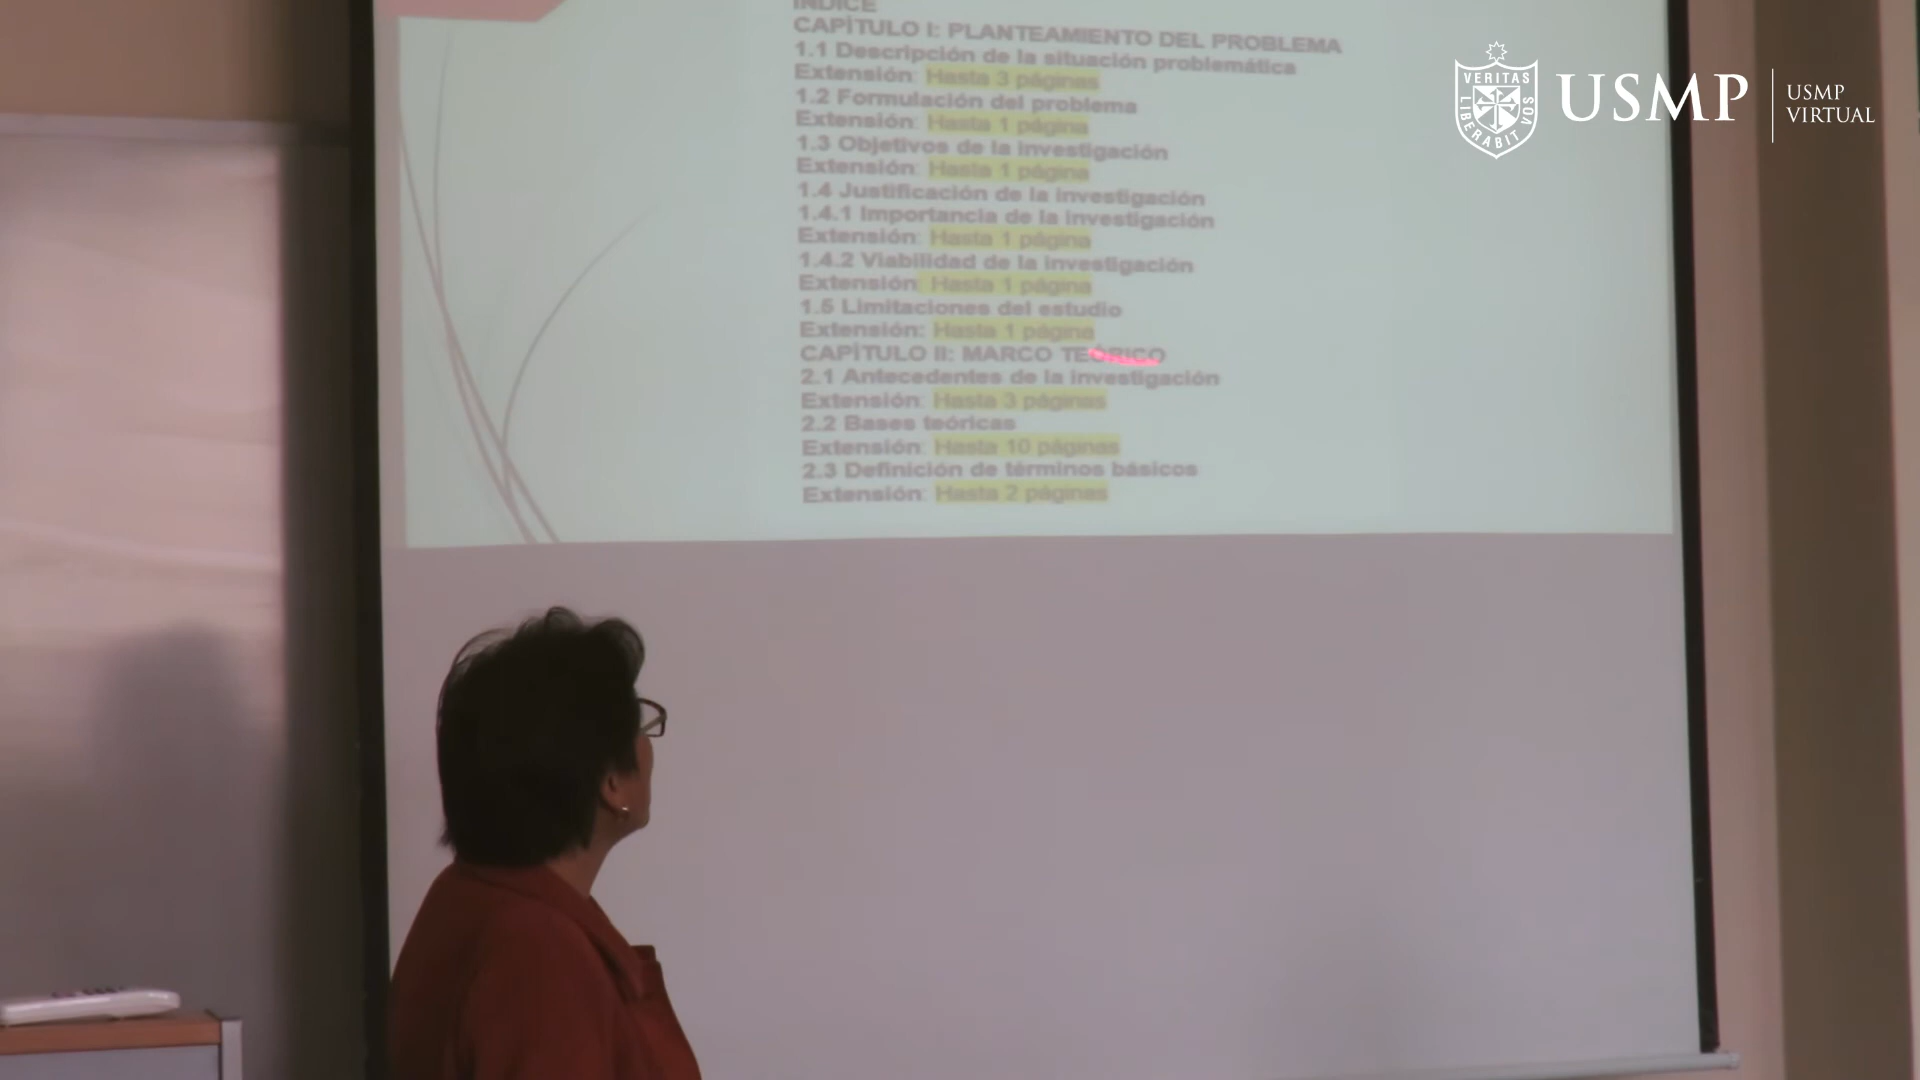 ÍNDICE
CAPÍTULO I: PLANTEAMIENTO DEL PROBLEMA
1.1 Descripción de la situación problemática
Extensión: Hasta 3 páginas
1.2 Formulación del problema
Extensión: Hasta 1 página
1.3 Objetivos de la investigación
Extensión: Hasta 1 página
1.4 Justificación de la investigación
1.4.1 Importancia de la investigación
Extensión: Hasta 1 página
1.4.2 Viabilidad de la investigación
Extensión: Hasta 1 página
1.5 Limitaciones del estudio
Extensión: Hasta 1 página
CAPÍTULO II: MARCO TEÓRICO
2.1 Antecedentes de la investigación
Extensión: Hasta 3 páginas
2.2 Bases teóricas
Extensión: Hasta 10 páginas
2.3 Definición de términos básicos
Extensión: Hasta 2 páginas
VERITAS
LIBERABIT VOS
USMP
USMP
VIRTUAL